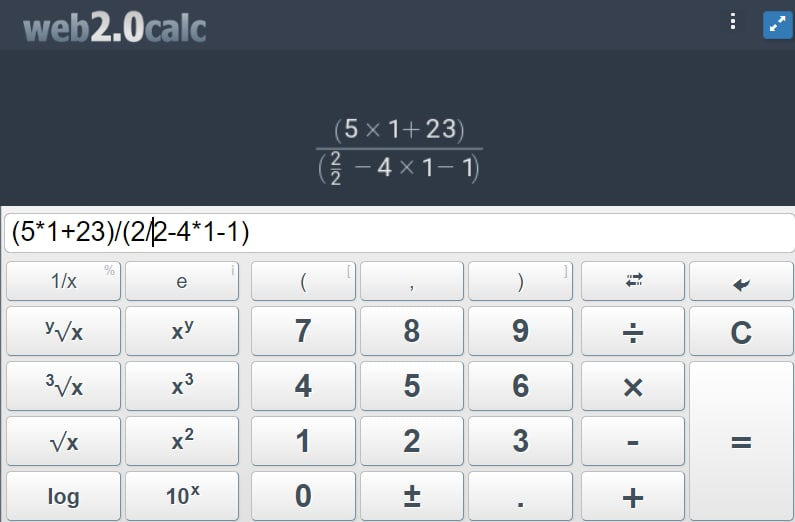 web2.0calc
(5 × 1+ 23)
(2/2 − 4 × 1− 1)
(5*1+23)/(2/2-4*1-1)
1/x % e i ( [ , ) ]
ʸ√x xʸ 7 8 9 ÷ C
³√x x³ 4 5 6 ×
√x x² 1 2 3 - =
log 10ˣ 0 ± . +